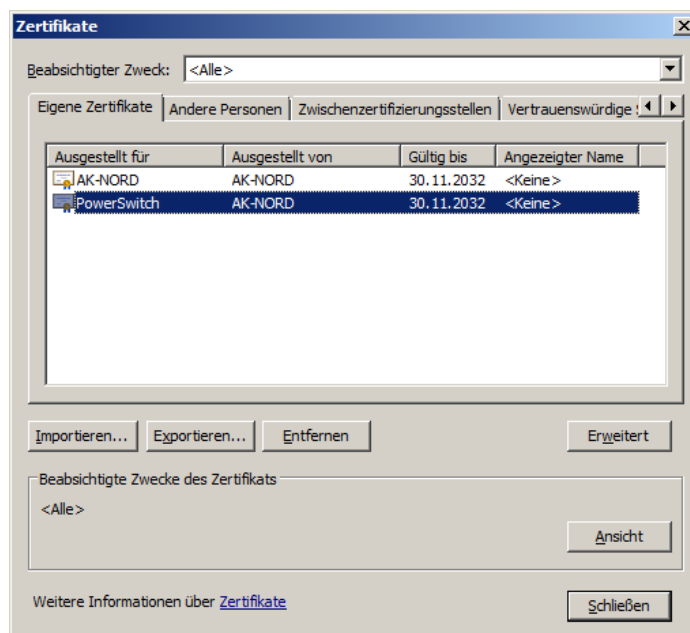 Zertifikate
Beabsichtigter Zweck: <Alle>
Eigene Zertifikate Andere Personen Zwischenzertifizierungsstellen Vertrauenswürdige
Ausgestellt für Ausgestellt von Gültig bis Angezeigter Name
AK-NORD AK-NORD 30.11.2032 <Keine>
PowerSwitch AK-NORD 30.11.2032 <Keine>
Importieren... Exportieren... Entfernen Erweitert
Beabsichtigte Zwecke des Zertifikats
<Alle>
Ansicht
Weitere Informationen über Zertifikate
Schließen